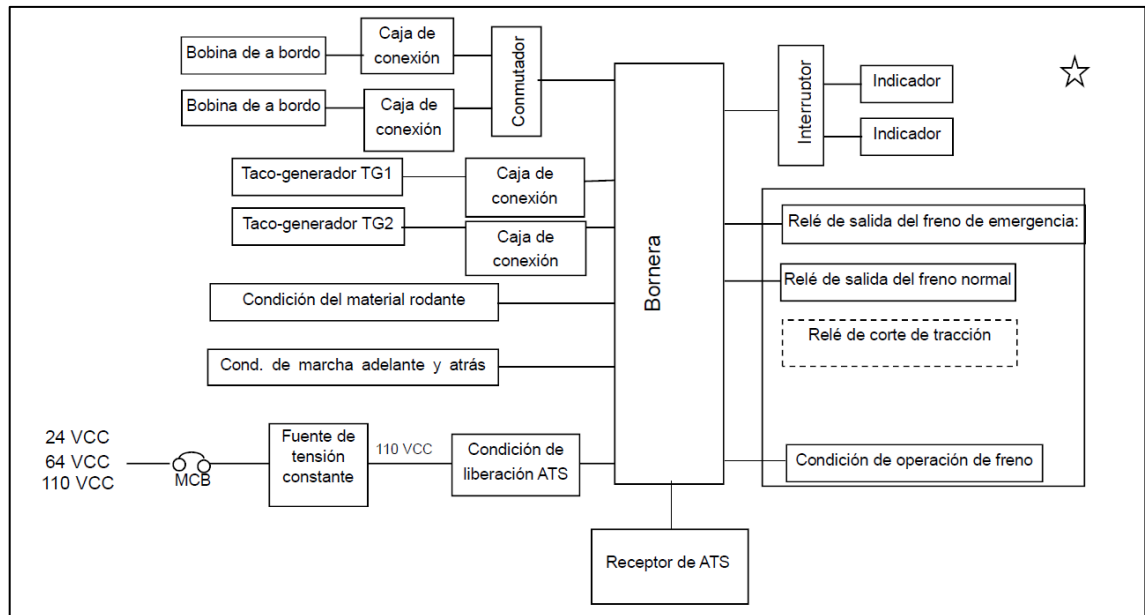 Bobina de a bordo
Caja de
conexión
Conmutador
Bobina de a bordo
Caja de
conexión
Taco-generador TG1
Caja de
conexión
Taco-generador TG2
Caja de
conexión
Condición del material rodante
Cond. de marcha adelante y atrás
24 VCC
64 VCC
110 VCC
MCB
Fuente de
tensión
constante
110 VCC
Condición de
liberación ATS
Bornera
Receptor de ATS
Interruptor
Indicador
Indicador
Relé de salida del freno de emergencia:
Relé de salida del freno normal
Relé de corte de tracción
Condición de operación de freno